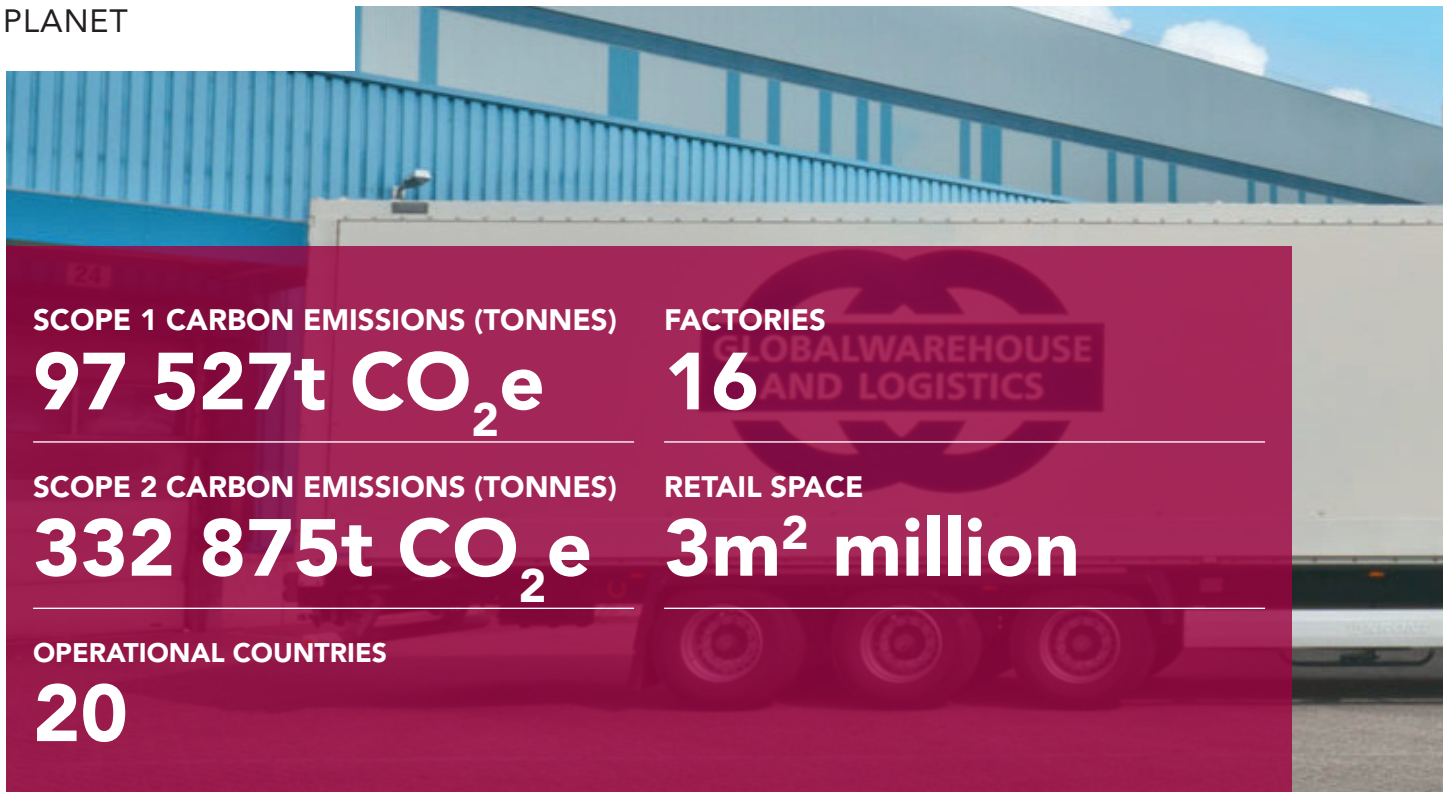 PLANET
24
SCOPE 1 CARBON EMISSIONS (TONNES)
97 527t CO₂e
SCOPE 2 CARBON EMISSIONS (TONNES)
332 875t CO₂e
OPERATIONAL COUNTRIES
20
FACTORIES
16
RETAIL SPACE
3m² million
GLOBALWAREHOUSE
AND LOGISTICS